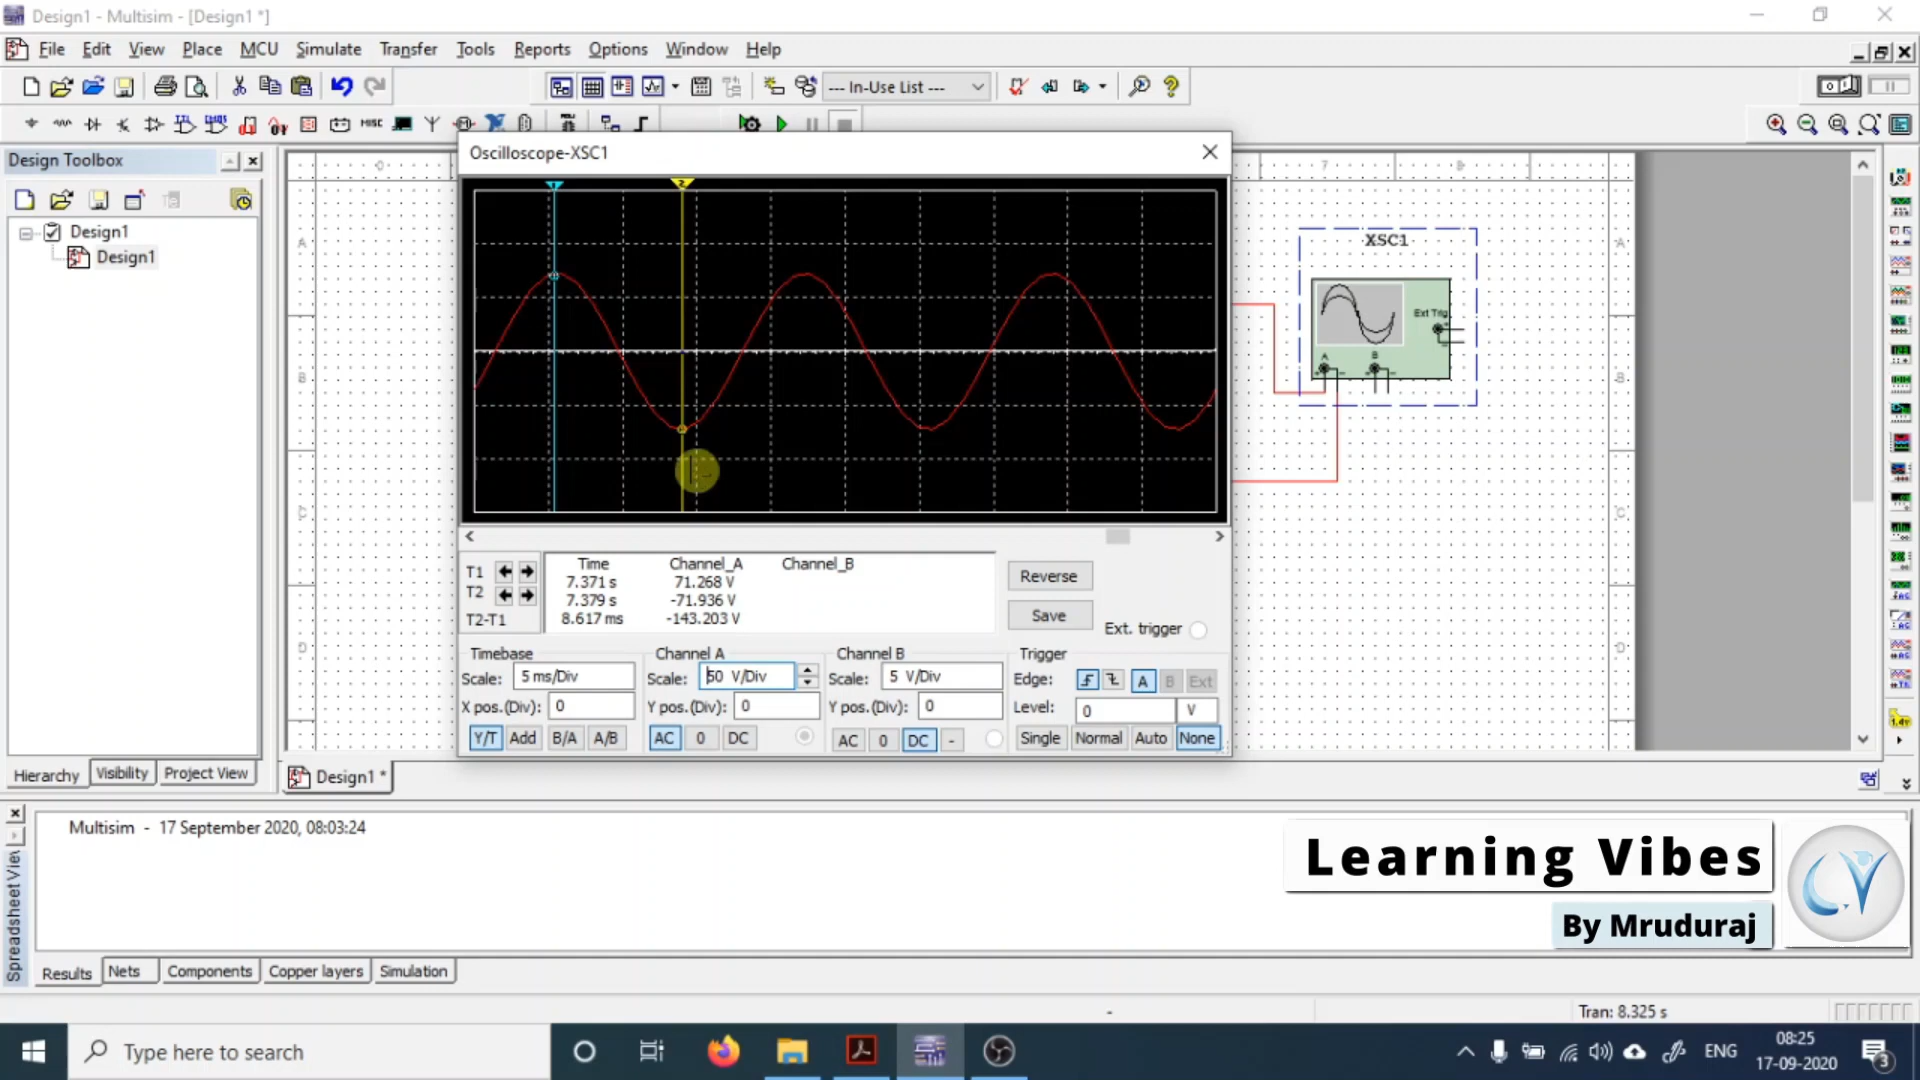 Design1 - Multisim - [Design1 *]
File Edit View Place MCU Simulate Transfer Tools Reports Options Window Help
--- In-Use List ---
MISC
Design Toolbox
Design1
Design1
Hierarchy Visibility Project View
Oscilloscope-XSC1
1 2
T1
T2
T2-T1
Time Channel_A Channel_B
7.371 s 71.268 V
7.379 s -71.936 V
8.617 ms -143.203 V
Reverse
Save
Ext. trigger
Timebase
Scale: 5 ms/Div
X pos.(Div): 0
Y/T Add B/A A/B
Channel A
Scale: 50 V/Div
Y pos.(Div): 0
AC 0 DC
Channel B
Scale: 5 V/Div
Y pos.(Div): 0
AC 0 DC -
Trigger
Edge: A B Ext
Level: 0 V
Single Normal Auto None
XSC1
Ext Trig
A B
7 8
A
B
C
D
A
B
C
D
Design1 *
Spreadsheet View
Multisim - 17 September 2020, 08:03:24
Results Nets Components Copper layers Simulation
Learning Vibes
By Mruduraj
- Tran: 8.325 s
Type here to search
ENG
08:25
17-09-2020
3